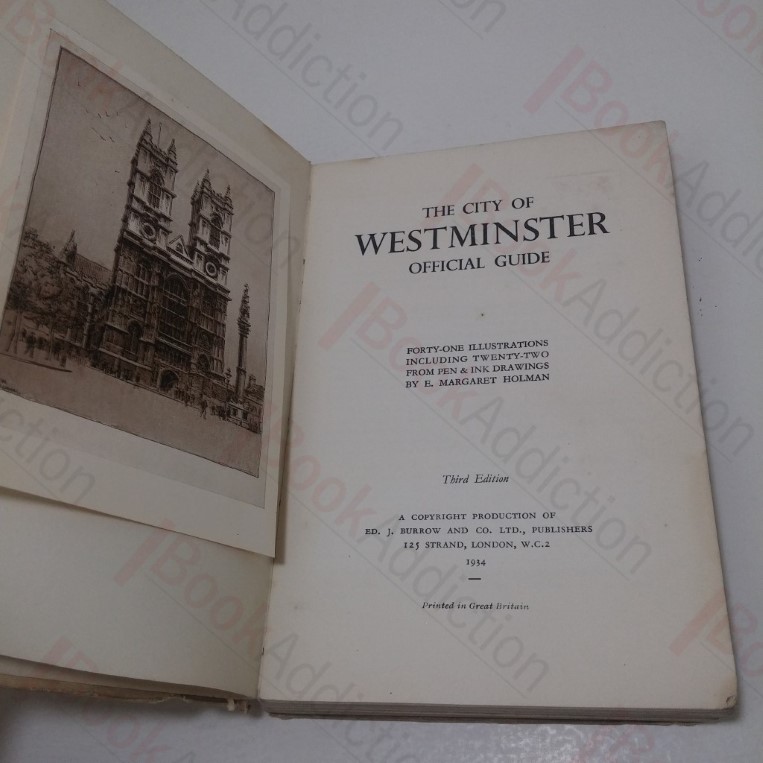 THE CITY OF
WESTMINSTER
OFFICIAL GUIDE
FORTY-ONE ILLUSTRATIONS
INCLUDING TWENTY-TWO
FROM PEN & INK DRAWINGS
BY E. MARGARET HOLMAN
Third Edition
A COPYRIGHT PRODUCTION OF
ED. J. BURROW AND CO. LTD., PUBLISHERS
125 STRAND, LONDON, W.C.2
1934
Printed in Great Britain
BookAddiction